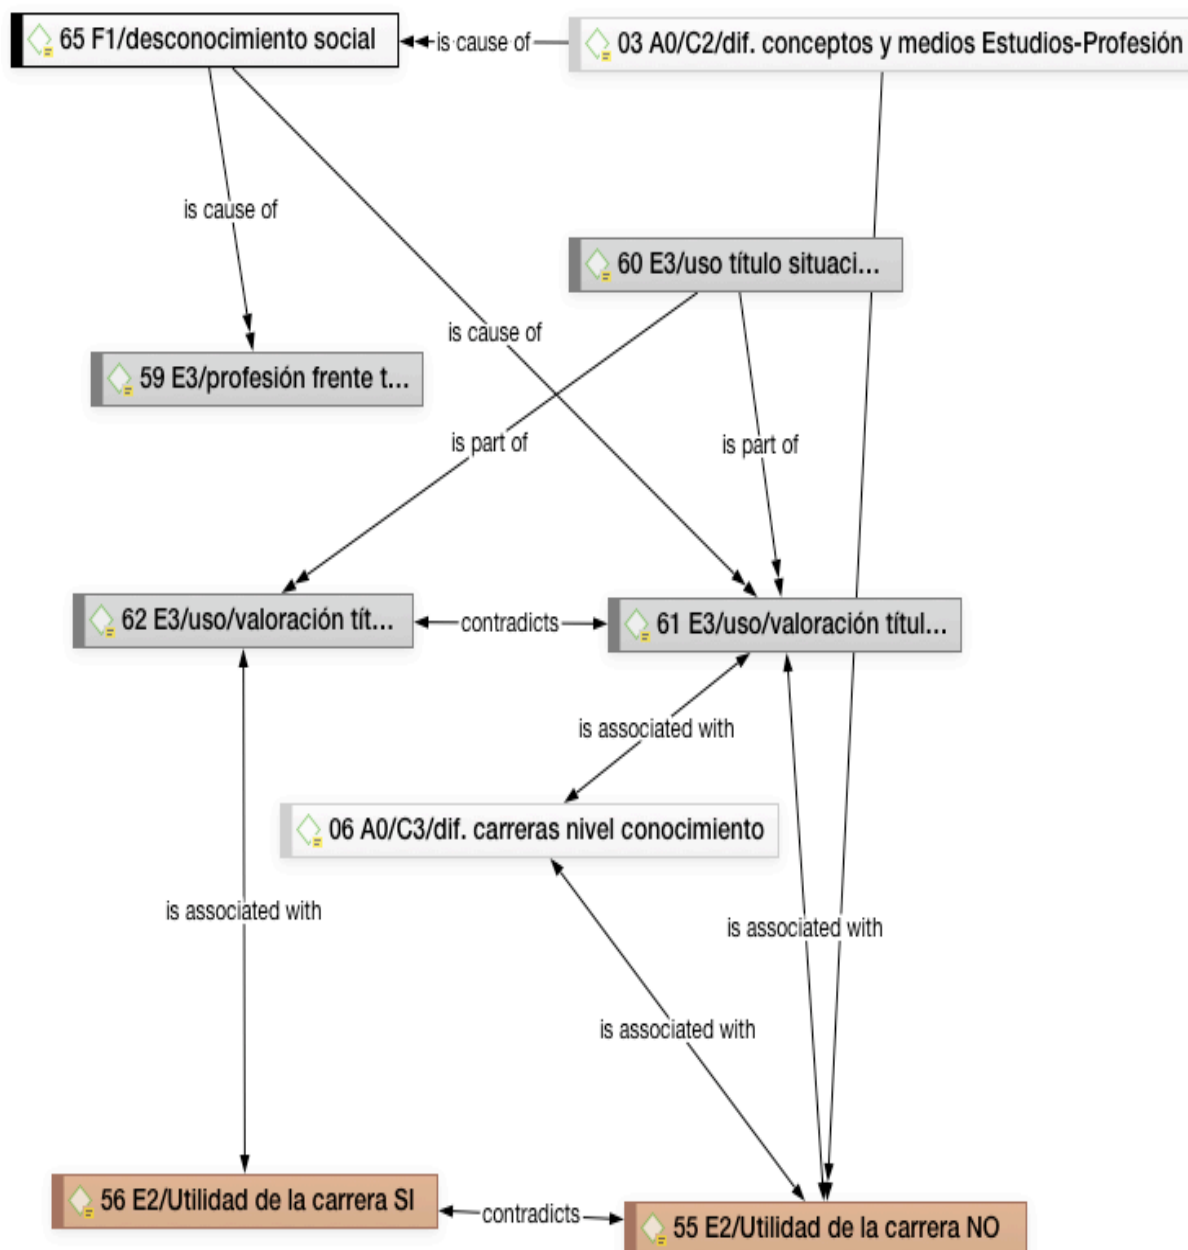 65 F1/desconocimiento social
is cause of
03 A0/C2/dif. conceptos y medios Estudios-Profesión
is cause of
60 E3/uso título situaci...
is cause of
59 E3/profesión frente t...
is part of
is part of
62 E3/uso/valoración tít...
contradicts
61 E3/uso/valoración títul...
is associated with
06 A0/C3/dif. carreras nivel conocimiento
is associated with
is associated with
is associated with
56 E2/Utilidad de la carrera SI
contradicts
55 E2/Utilidad de la carrera NO